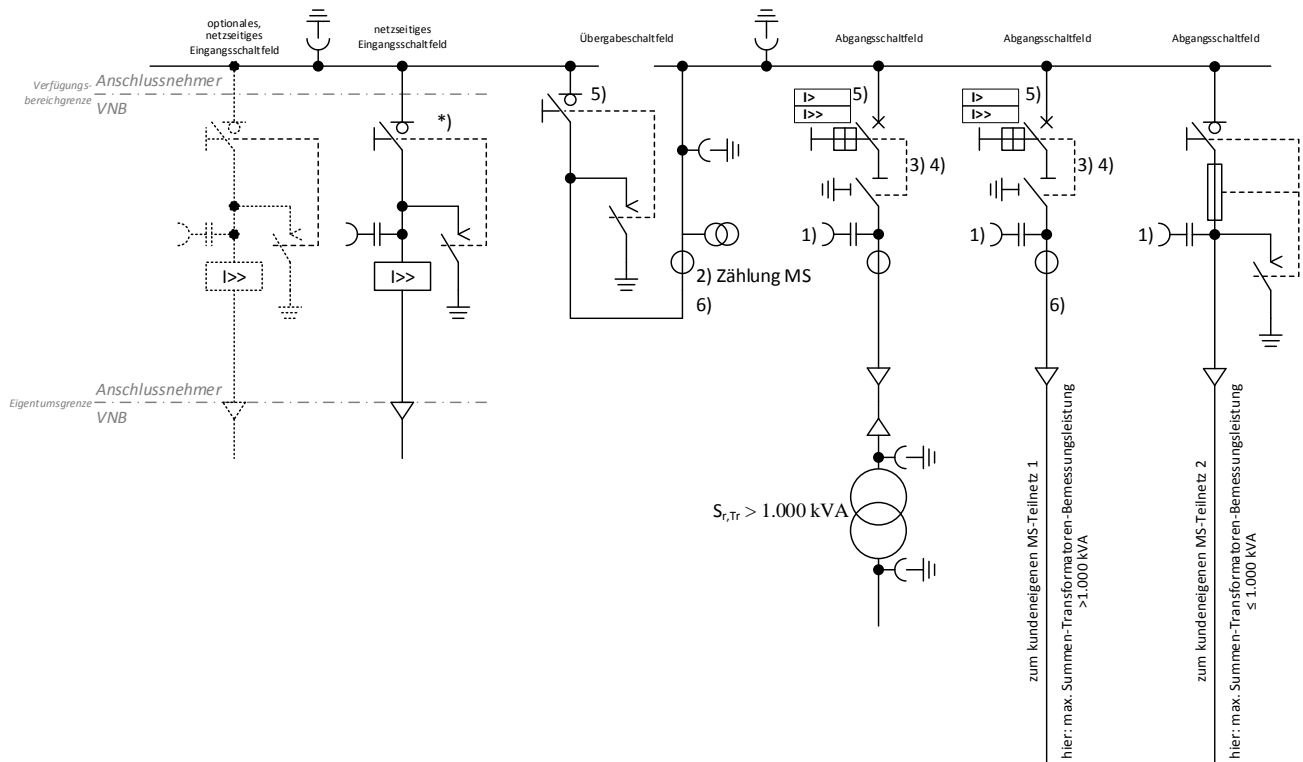 optionales,
netzseitiges
Eingangsschaltfeld
netzseitiges
Eingangsschaltfeld
Übergabeschaltfeld
Abgangsschaltfeld
Abgangsschaltfeld
Abgangsschaltfeld
Verfügungs-
bereichgrenze
Anschlussnehmer
VNB
*)
5)
I>
I>>
5)
I>
I>>
5)
3) 4)
3) 4)
1)
1)
1)
I>>
I>>
2) Zählung MS
6)
6)
Eigentumsgrenze
Anschlussnehmer
VNB
Sr,Tr > 1.000 kVA
zum kundeneigenen MS-Teilnetz 1
hier: max. Summen-Transformatoren-Bemessungsleistung
>1.000 kVA
zum kundeneigenen MS-Teilnetz 2
hier: max. Summen-Transformatoren-Bemessungsleistung
≤ 1.000 kVA